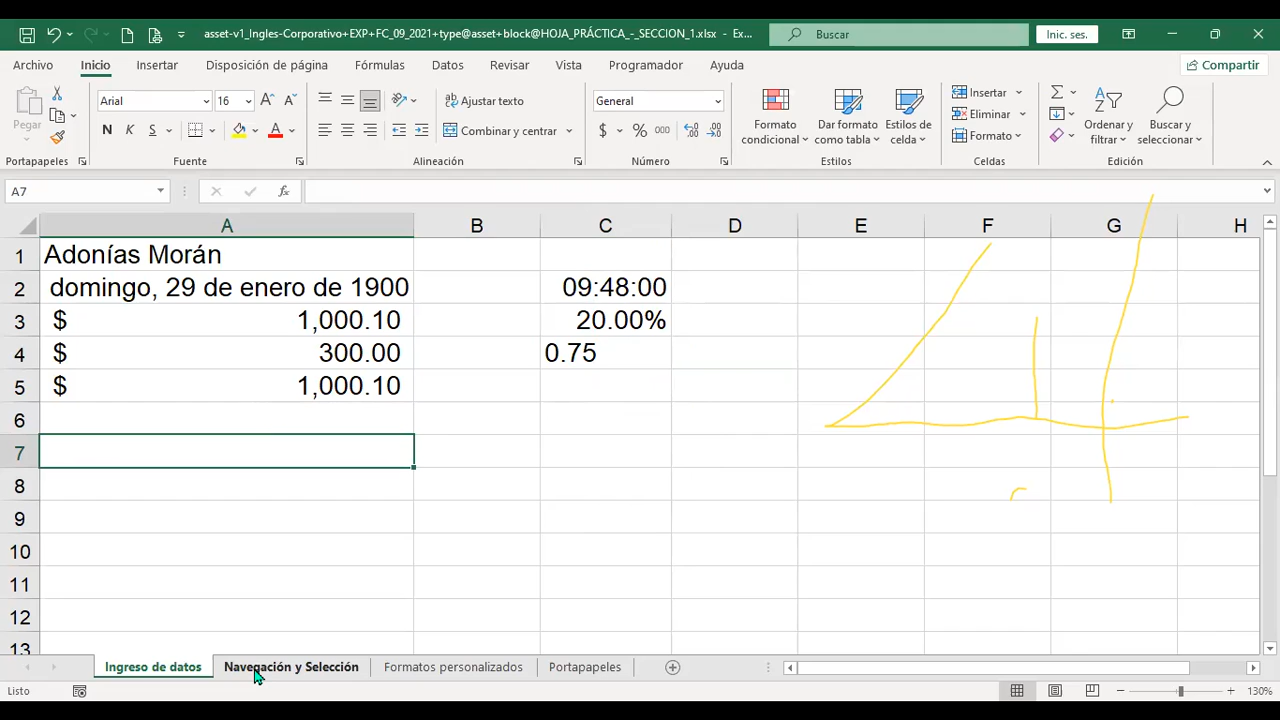 asset-v1_Ingles-Corporativo+EXP+FC_09_2021+type@asset+block@HOJA_PRÁCTICA_-_SECCION_1.xlsx - Ex...
Buscar
Inic. ses.
Archivo Inicio Insertar Disposición de página Fórmulas Datos Revisar Vista Programador Ayuda Compartir
Pegar
Arial 16
N K S
Ajustar texto
Combinar y centrar
General
$ % 000
Formato condicional
Dar formato como tabla
Estilos de celda
Insertar
Eliminar
Formato
Ordenar y filtrar
Buscar y seleccionar
Portapapeles Fuente Alineación Número Estilos Celdas Edición
A7 fx
A B C D E F G H
1 Adonías Morán
2 domingo, 29 de enero de 1900 09:48:00
3 $ 1,000.10 20.00%
4 $ 300.00 0.75
5 $ 1,000.10
6
7
8
9
10
11
12
13
Ingreso de datos Navegación y Selección Formatos personalizados Portapapeles
Listo 130%